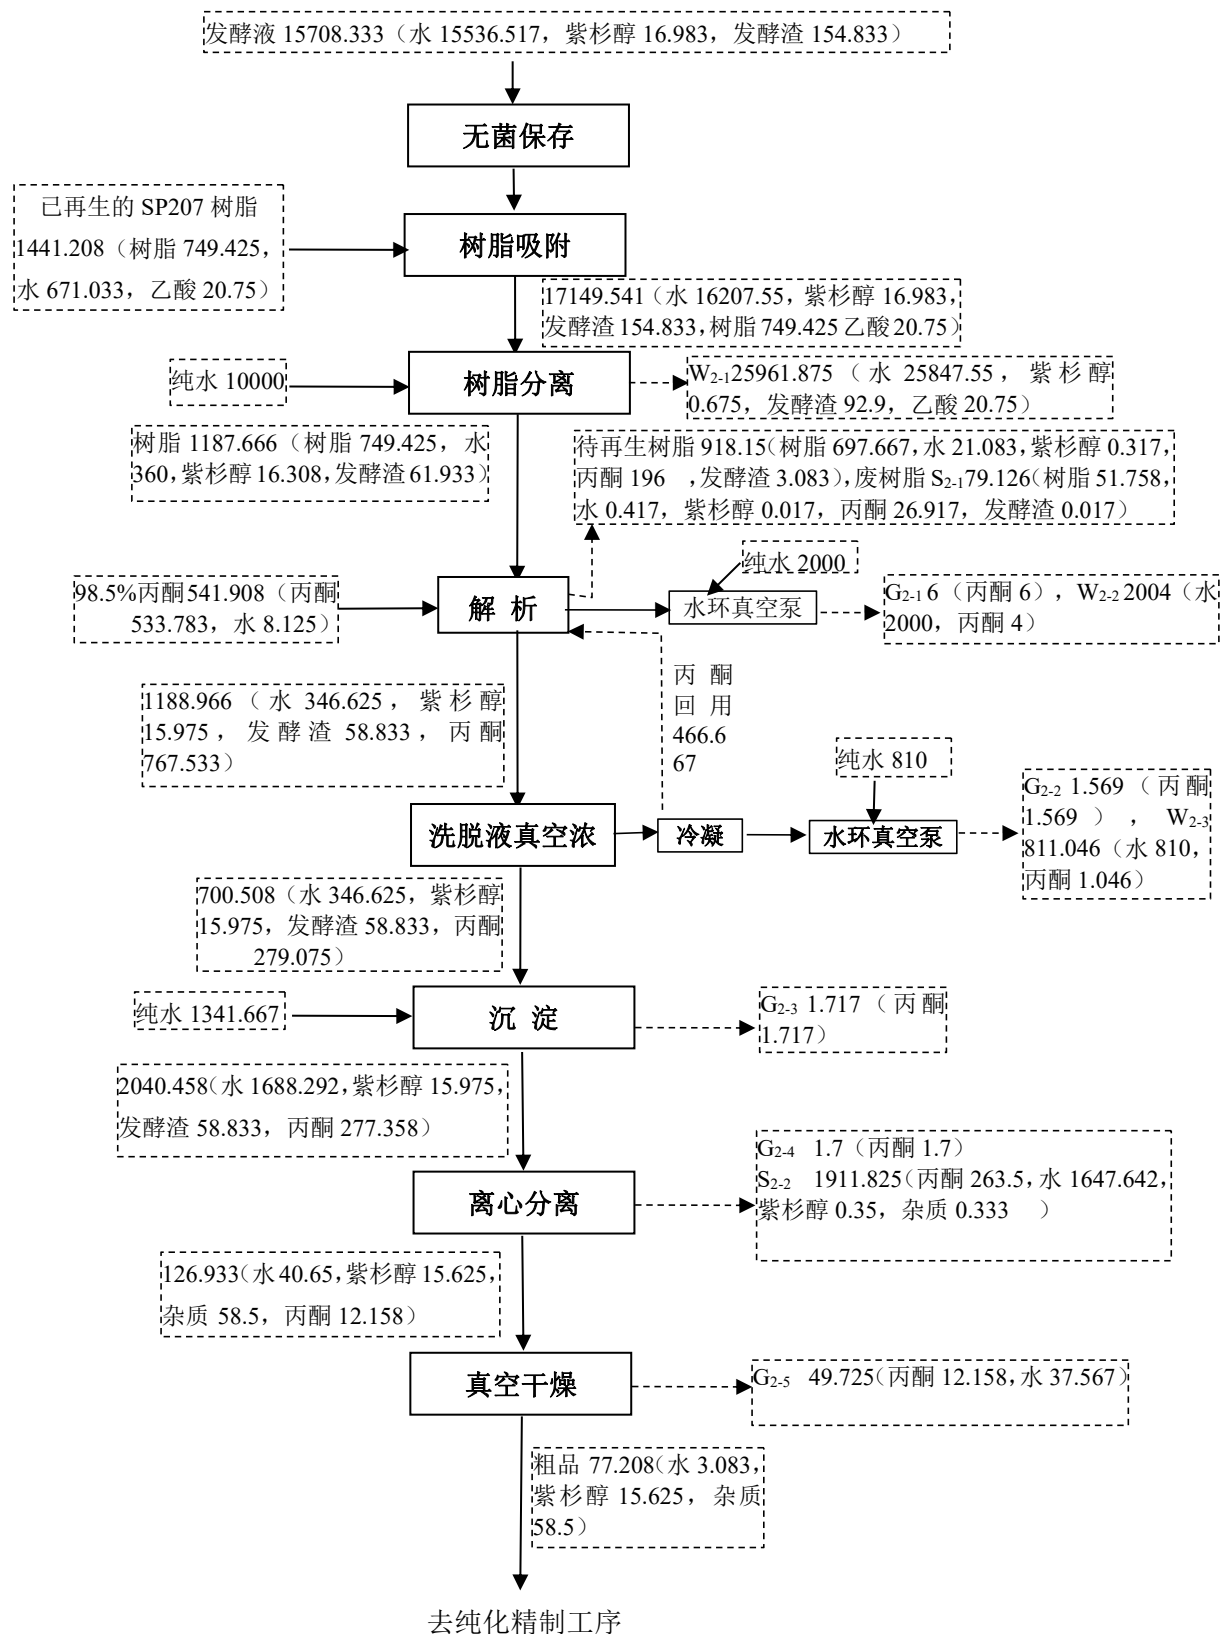 发酵液 15708.333（水 15536.517，紫杉醇 16.983，发酵渣 154.833）
无菌保存
已再生的 SP207 树脂
1441.208（树脂 749.425，
水 671.033，乙酸 20.75）
树脂吸附
17149.541（水 16207.55，紫杉醇 16.983，
发酵渣 154.833，树脂 749.425 乙酸 20.75）
纯水 10000
树脂分离
W2-1 25961.875（水 25847.55，紫杉醇
0.675，发酵渣 92.9，乙酸 20.75）
树脂 1187.666（树脂 749.425，水
360，紫杉醇 16.308，发酵渣 61.933）
待再生树脂 918.15（树脂 697.667，水 21.083，紫杉醇 0.317，
丙酮 196 ，发酵渣 3.083），废树脂 S2-1 79.126（树脂 51.758，
水 0.417，紫杉醇 0.017，丙酮 26.917，发酵渣 0.017）
纯水 2000
98.5%丙酮 541.908（丙酮
533.783，水 8.125）
解 析
水环真空泵
G2-1 6（丙酮 6），W2-2 2004（水
2000，丙酮 4）
1188.966（水 346.625，紫杉醇
15.975，发酵渣 58.833，丙酮
767.533）
丙酮
回用
466.6
67
纯水 810
洗脱液真空浓
冷凝
水环真空泵
G2-2 1.569（丙酮
1.569），W2-3
811.046（水 810，
丙酮 1.046）
700.508（水 346.625，紫杉醇
15.975，发酵渣 58.833，丙酮
279.075）
纯水 1341.667
沉 淀
G2-3 1.717（丙酮
1.717）
2040.458（水 1688.292，紫杉醇 15.975，
发酵渣 58.833，丙酮 277.358）
离心分离
G2-4 1.7（丙酮 1.7）
S2-2 1911.825（丙酮 263.5，水 1647.642，
紫杉醇 0.35，杂质 0.333 ）
126.933（水 40.65，紫杉醇 15.625，
杂质 58.5，丙酮 12.158）
真空干燥
G2-5 49.725（丙酮 12.158，水 37.567）
粗品 77.208（水 3.083，
紫杉醇 15.625，杂质
58.5）
去纯化精制工序